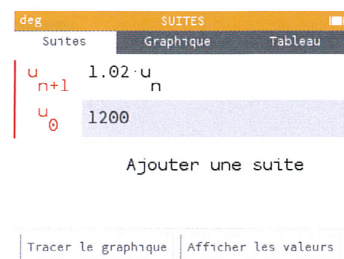 deg SUITES
Suites Graphique Tableau
u n+1 1.02·u n
u 0 1200
Ajouter une suite
Tracer le graphique Afficher les valeurs